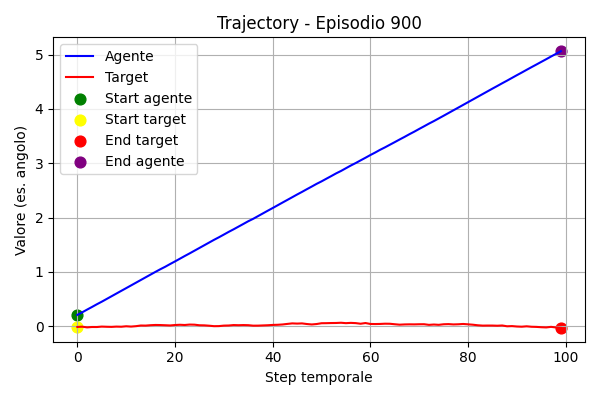 Trajectory - Episodio 900
Valore (es. angolo)
5
4
3
2
1
0
Agente
Target
Start agente
Start target
End target
End agente
0 20 40 60 80 100
Step temporale